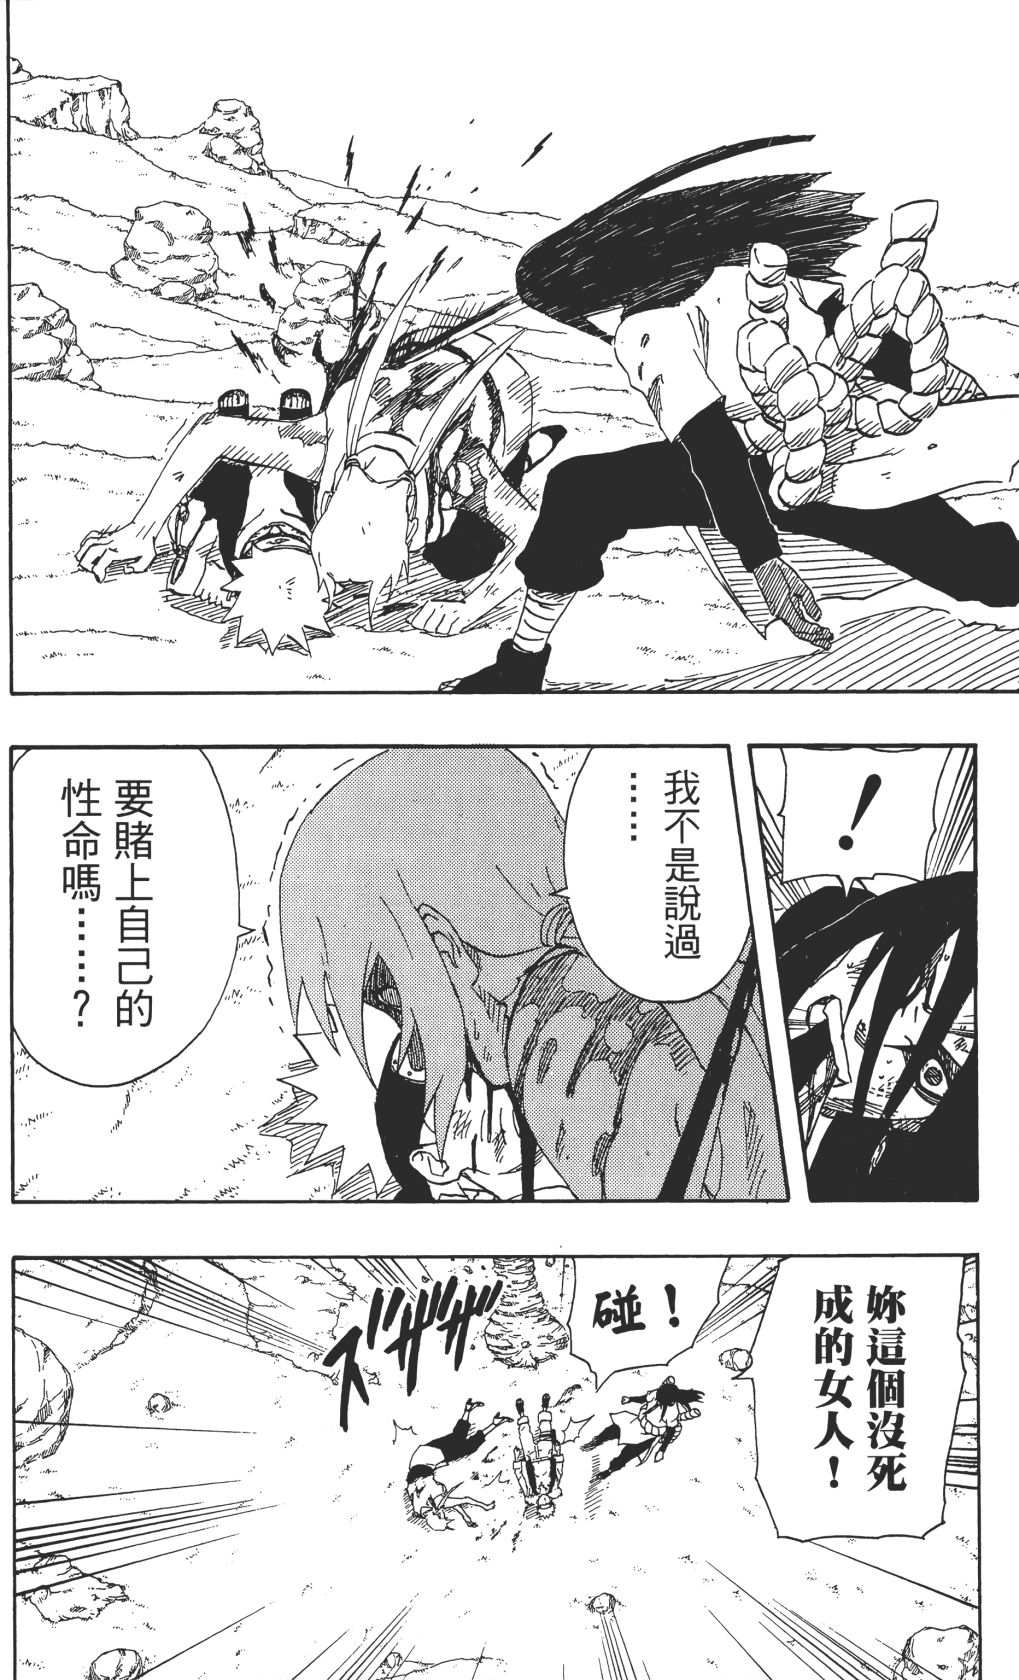 ！
我不是說過
……
要賭上自己的
性命嗎……？
妳這個沒死
成的女人！
碰！
ズザザザ